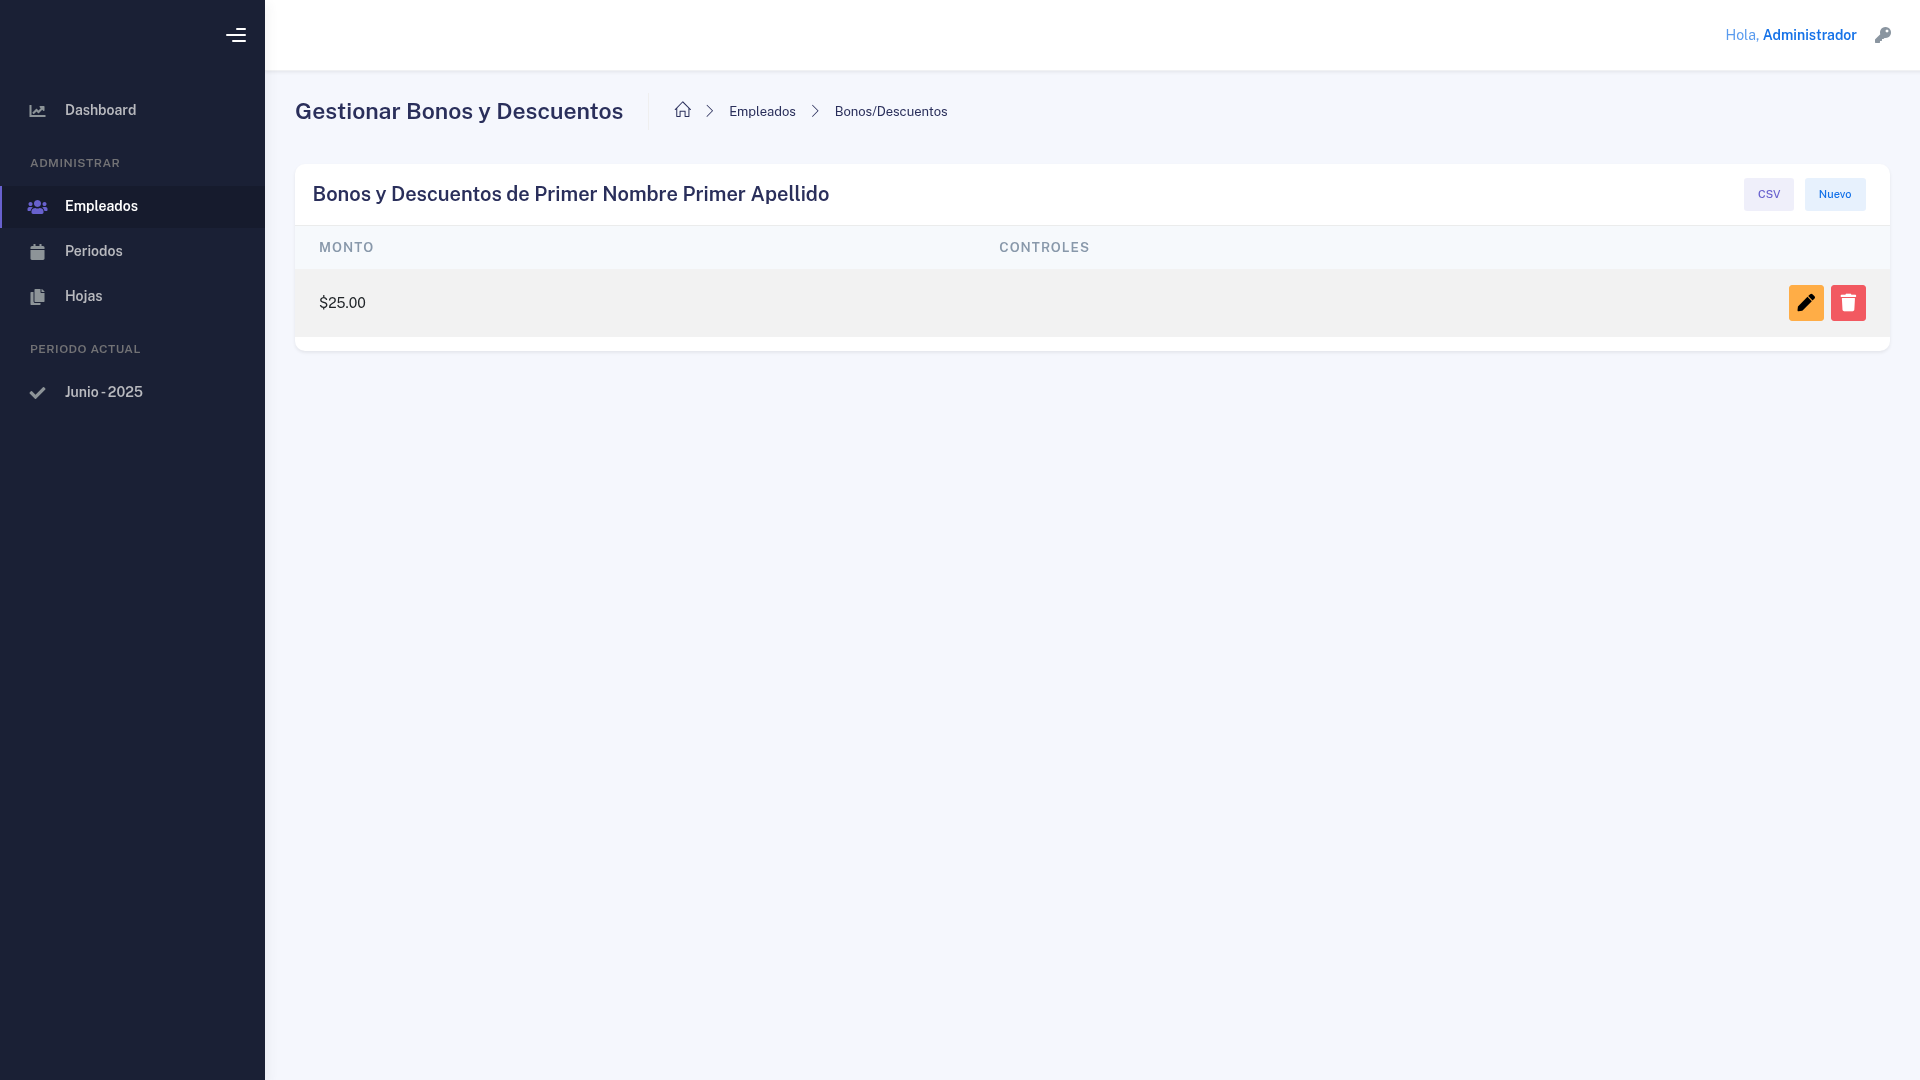 Hola, Administrador
Dashboard
ADMINISTRAR
Empleados
Periodos
Hojas
PERIODO ACTUAL
Junio - 2025
Gestionar Bonos y Descuentos
Empleados
Bonos/Descuentos
Bonos y Descuentos de Primer Nombre Primer Apellido
CSV
Nuevo
MONTO
CONTROLES
$25.00